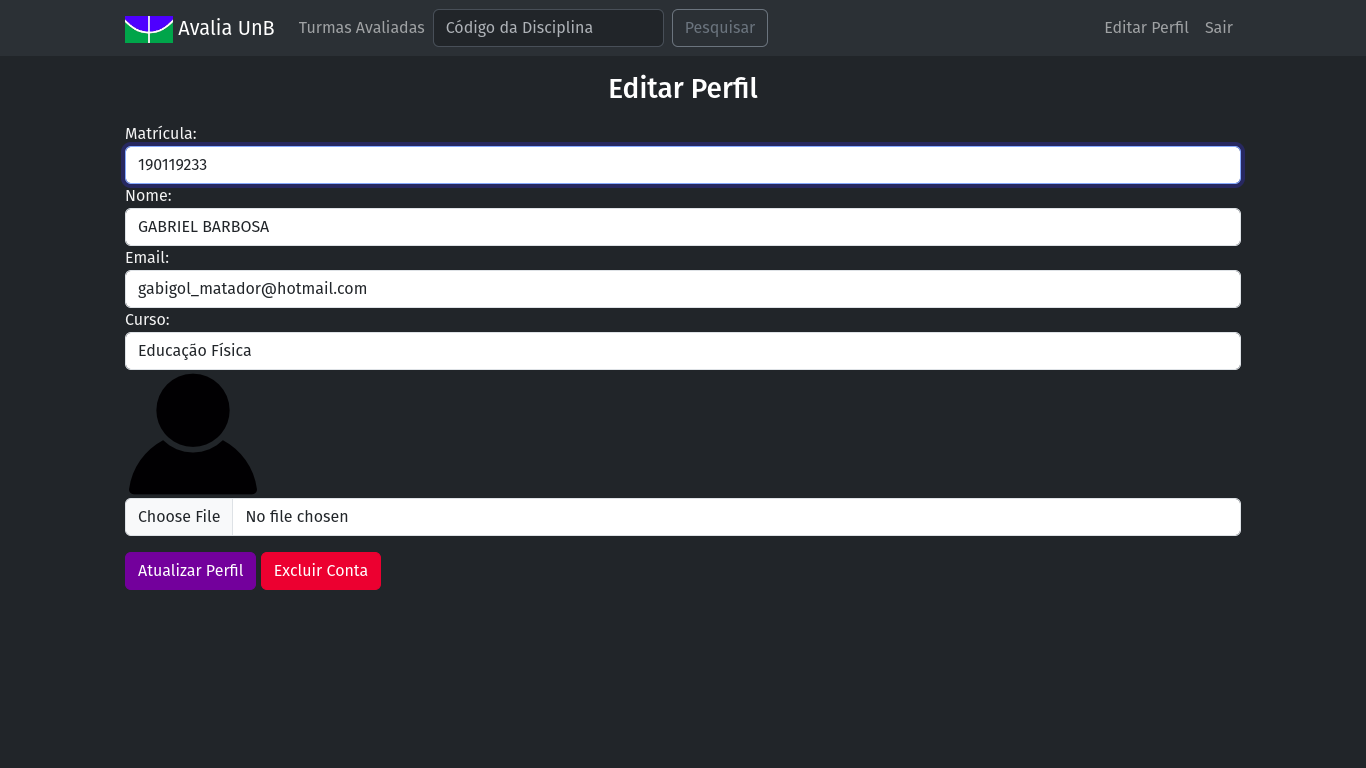 Avalia UnB Turmas Avaliadas Código da Disciplina Pesquisar Editar Perfil Sair
Editar Perfil
Matrícula:
190119233
Nome:
GABRIEL BARBOSA
Email:
gabigol_matador@hotmail.com
Curso:
Educação Física
Choose File No file chosen
Atualizar Perfil Excluir Conta